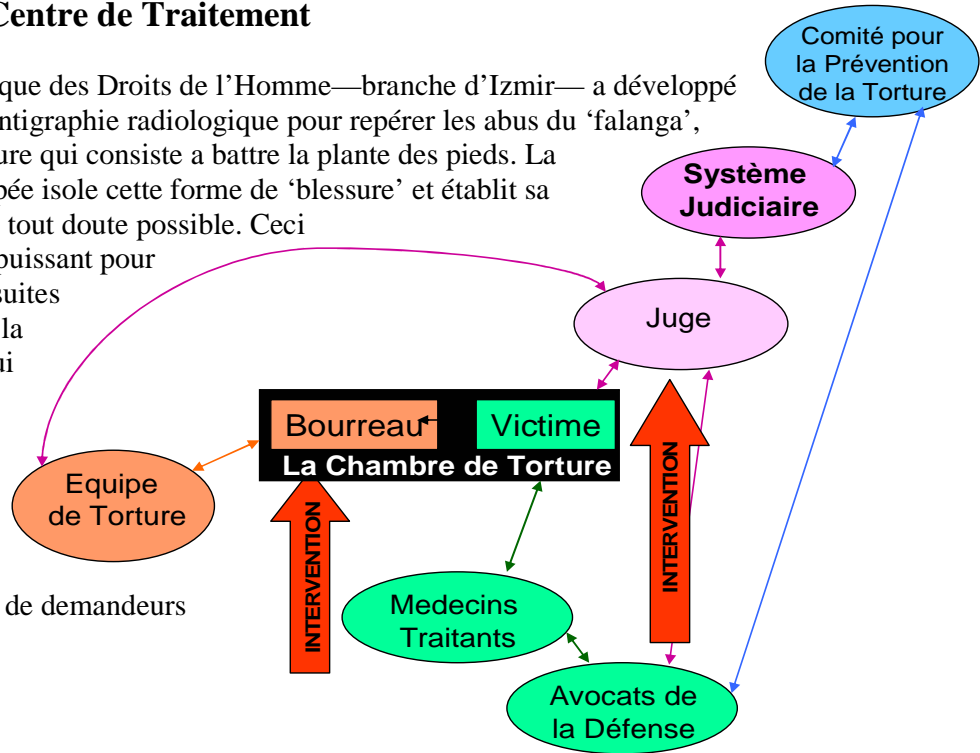 Centre de Traitement
que des Droits de l’Homme—branche d’Izmir— a développé
ntigraphie radiologique pour repérer les abus du ‘falanga’,
ure qui consiste a battre la plante des pieds. La
pée isole cette forme de ‘blessure’ et établit sa
tout doute possible. Ceci
puissant pour
suites
la
ui
de demandeurs
Comité pour
la Prévention
de la Torture
Système
Judiciaire
Juge
Bourreau
Victime
La Chambre de Torture
Equipe
de Torture
INTERVENTION
INTERVENTION
Medecins
Traitants
Avocats de
la Défense